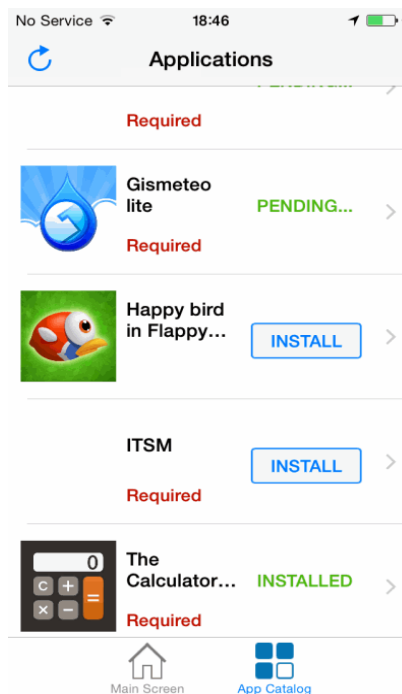 No Service 18:46
Applications
PENDING...
Required
Gismeteo
lite
PENDING...
Required
Happy bird
in Flappy...
INSTALL
ITSM
INSTALL
Required
0
C + × − =
The
Calculator...
INSTALLED
Required
Main Screen App Catalog